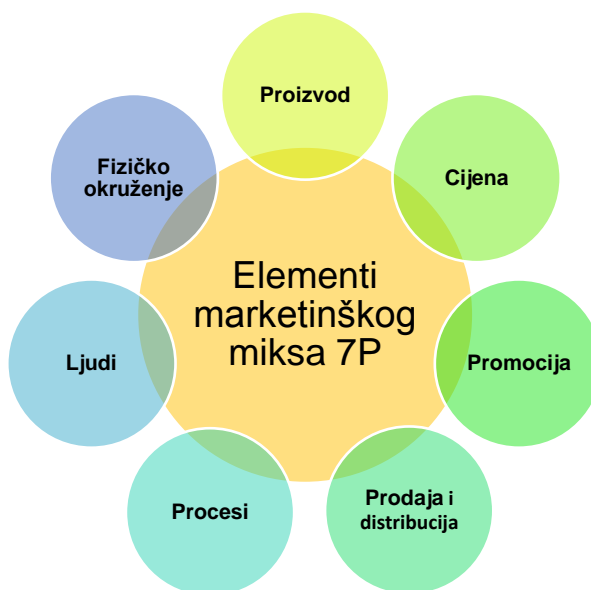 Proizvod
Cijena
Promocija
Prodaja i
distribucija
Procesi
Ljudi
Fizičko
okruženje
Elementi
marketinškog
miksa 7P